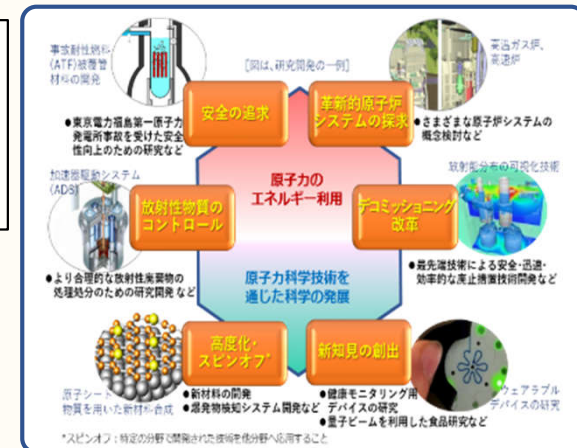 事故耐性燃料
(ATF)被覆管
材料の開発
[図は、研究開発の一例]
高温ガス炉、
高速炉
安全の追求
革新的原子炉
システムの探求
●東京電力福島第一原子力
発電所事故を受けた安全
性向上のための研究など
●さまざまな原子炉システムの
概念検討など
原子力の
エネルギー利用
加速器駆動システム
(ADS)
放射能分布の可視化技術
放射性物質の
コントロール
デコミッショニング
改革
●より合理的な放射性廃棄物の
処理処分のための研究開発 など
●最先端技術による安全・迅速・
効率的な廃止措置技術開発など
原子力科学技術を
通じた科学の発展
高度化・
スピンオフ*
新知見の創出
原子シート
物質を用いた新材料合成
●新材料の開発
●爆発物検知システム開発など
●健康モニタリング用
デバイスの研究
●量子ビームを利用した食品研究など
ウェアラブル
デバイスの研究
*スピンオフ：特定の分野で開発された技術を他分野へ応用すること